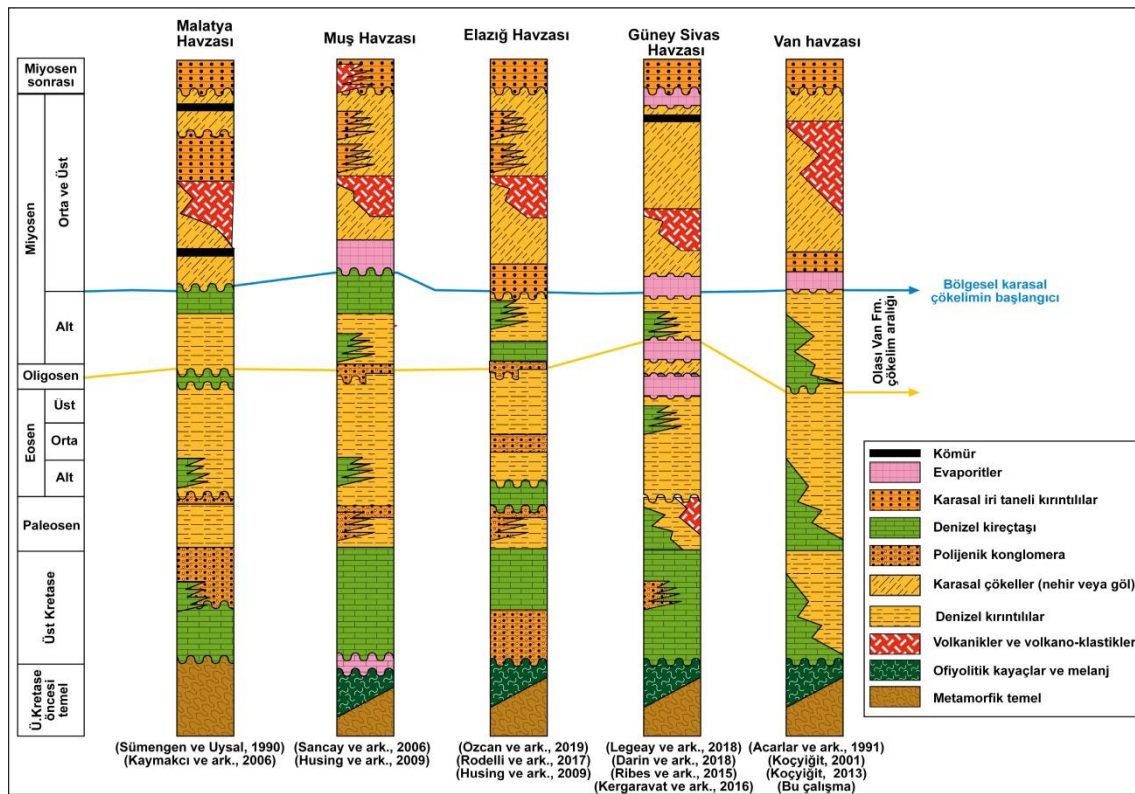 Malatya
Havzası
Muş Havzası
Elazığ Havzası
Güney Sivas
Havzası
Van havzası
Miyosen
sonrası
Miyosen
Orta ve Üst
Alt
Oligosen
Eosen
Üst
Orta
Alt
Paleosen
Üst Kretase
Ü.Kretase
öncesi
temel
Bölgesel karasal
çökelimin başlangıcı
Olası Van Fm.
çökelim aralığı
Kömür
Evaporitler
Karasal iri taneli kırıntılılar
Denizel kireçtaşı
Polijenik konglomera
Karasal çökeller (nehir veya göl)
Denizel kırıntılılar
Volkanikler ve volkano-klastikler
Ofiyolitik kayaçlar ve melanj
Metamorfik temel
(Sümengen ve Uysal, 1990)
(Kaymakcı ve ark., 2006)
(Sancay ve ark., 2006)
(Husing ve ark., 2009)
(Ozcan ve ark., 2019)
(Rodelli ve ark., 2017)
(Husing ve ark., 2009)
(Legeay ve ark., 2018)
(Darin ve ark., 2018)
(Ribes ve ark., 2015)
(Kergaravat ve ark., 2016)
(Acarlar ve ark., 1991)
(Koçyiğit, 2001)
(Koçyiğit, 2013)
(Bu çalışma)